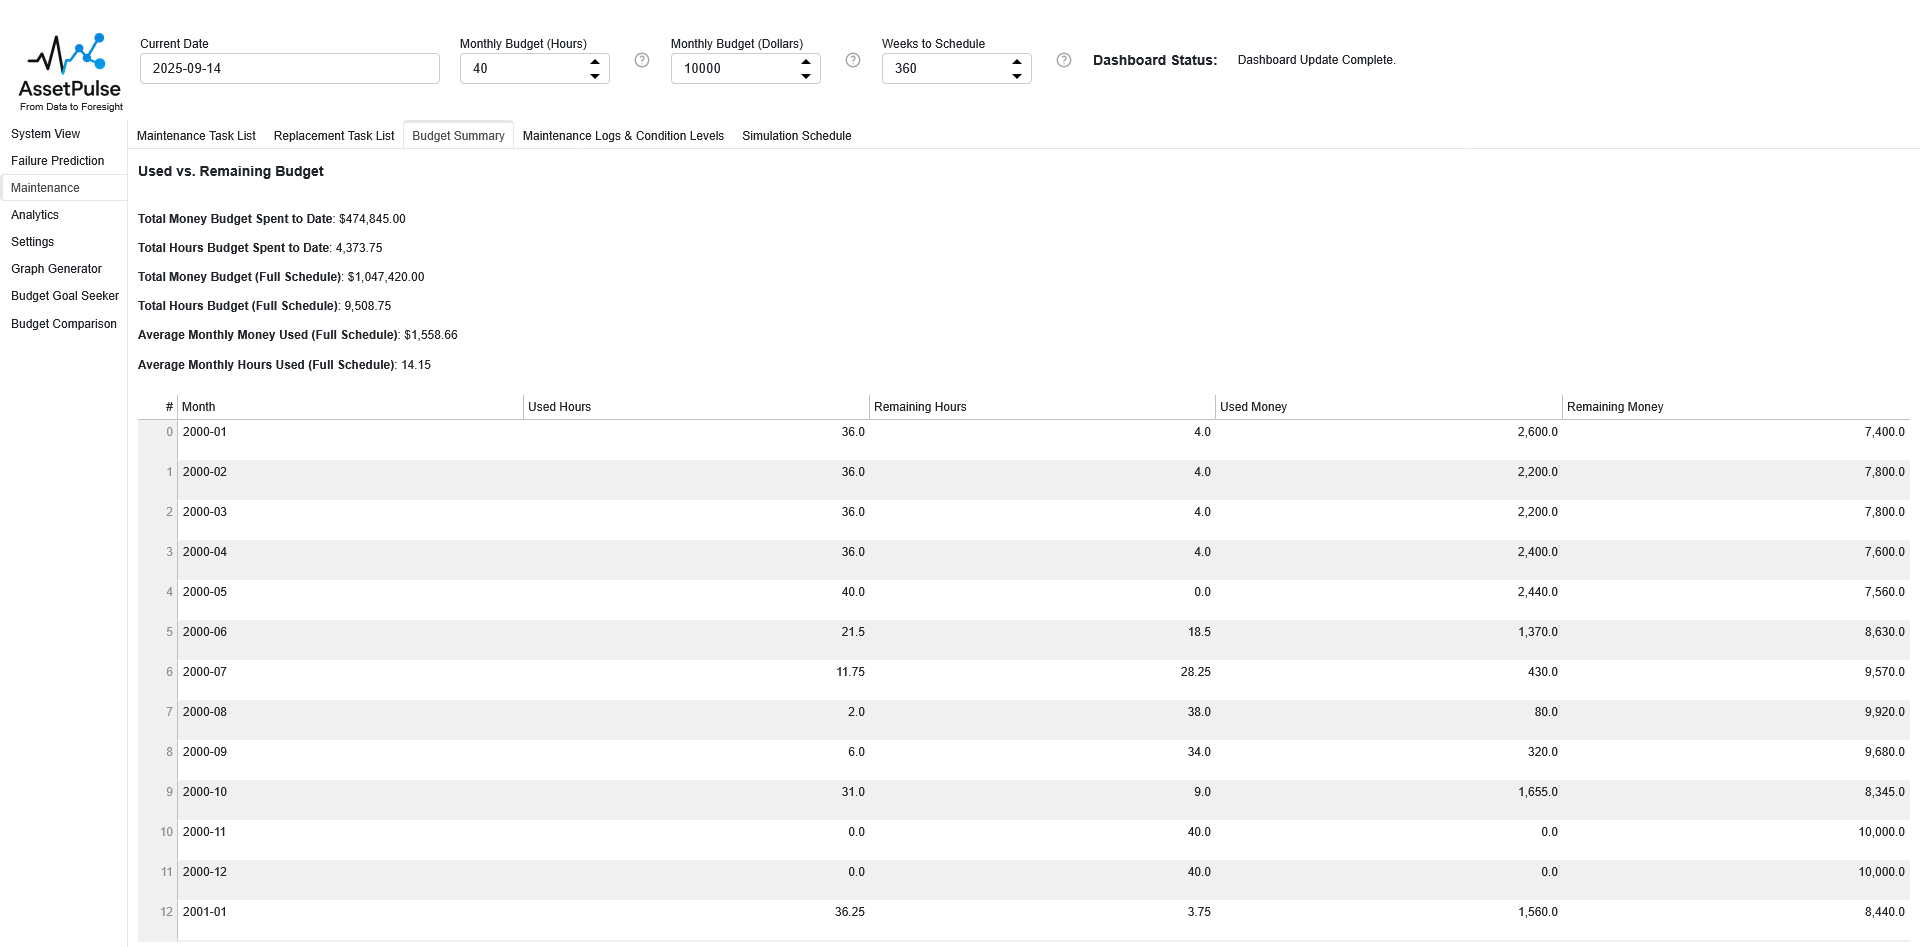 AssetPulse
From Data to Foresight
Current Date
2025-09-14
Monthly Budget (Hours)
40
?
Monthly Budget (Dollars)
10000
?
Weeks to Schedule
360
?
Dashboard Status: Dashboard Update Complete.
System View
Failure Prediction
Maintenance
Analytics
Settings
Graph Generator
Budget Goal Seeker
Budget Comparison
Maintenance Task List Replacement Task List Budget Summary Maintenance Logs & Condition Levels Simulation Schedule
Used vs. Remaining Budget
Total Money Budget Spent to Date: $474,845.00
Total Hours Budget Spent to Date: 4,373.75
Total Money Budget (Full Schedule): $1,047,420.00
Total Hours Budget (Full Schedule): 9,508.75
Average Monthly Money Used (Full Schedule): $1,558.66
Average Monthly Hours Used (Full Schedule): 14.15
# Month Used Hours Remaining Hours Used Money Remaining Money
0 2000-01 36.0 4.0 2,600.0 7,400.0
1 2000-02 36.0 4.0 2,200.0 7,800.0
2 2000-03 36.0 4.0 2,200.0 7,800.0
3 2000-04 36.0 4.0 2,400.0 7,600.0
4 2000-05 40.0 0.0 2,440.0 7,560.0
5 2000-06 21.5 18.5 1,370.0 8,630.0
6 2000-07 11.75 28.25 430.0 9,570.0
7 2000-08 2.0 38.0 80.0 9,920.0
8 2000-09 6.0 34.0 320.0 9,680.0
9 2000-10 31.0 9.0 1,655.0 8,345.0
10 2000-11 0.0 40.0 0.0 10,000.0
11 2000-12 0.0 40.0 0.0 10,000.0
12 2001-01 36.25 3.75 1,560.0 8,440.0